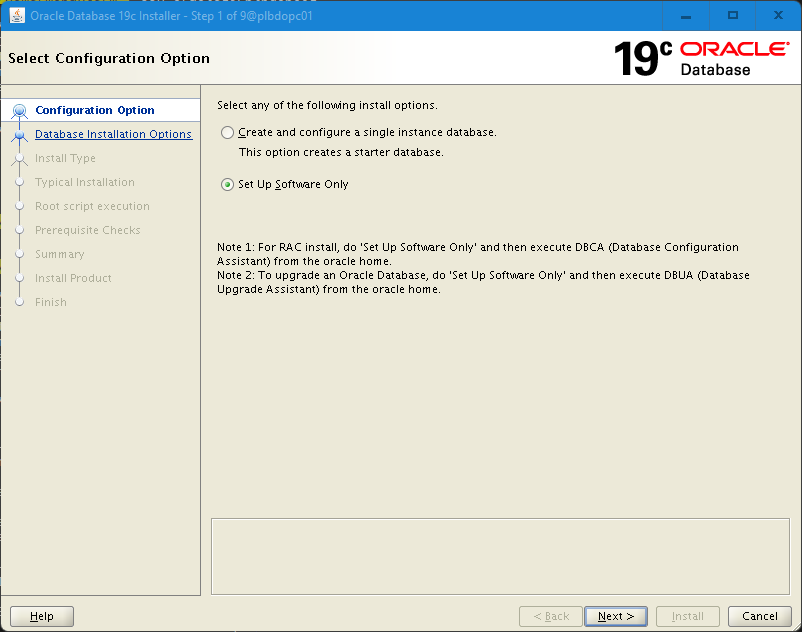 Oracle Database 19c Installer - Step 1 of 9@plbdopc01
Select Configuration Option
19c ORACLE
Database
Configuration Option
Database Installation Options
Install Type
Typical Installation
Root script execution
Prerequisite Checks
Summary
Install Product
Finish
Select any of the following install options.
Create and configure a single instance database.
This option creates a starter database.
Set Up Software Only
Note 1: For RAC install, do 'Set Up Software Only' and then execute DBCA (Database Configuration
Assistant) from the oracle home.
Note 2: To upgrade an Oracle Database, do 'Set Up Software Only' and then execute DBUA (Database
Upgrade Assistant) from the oracle home.
Help
< Back
Next >
Install
Cancel